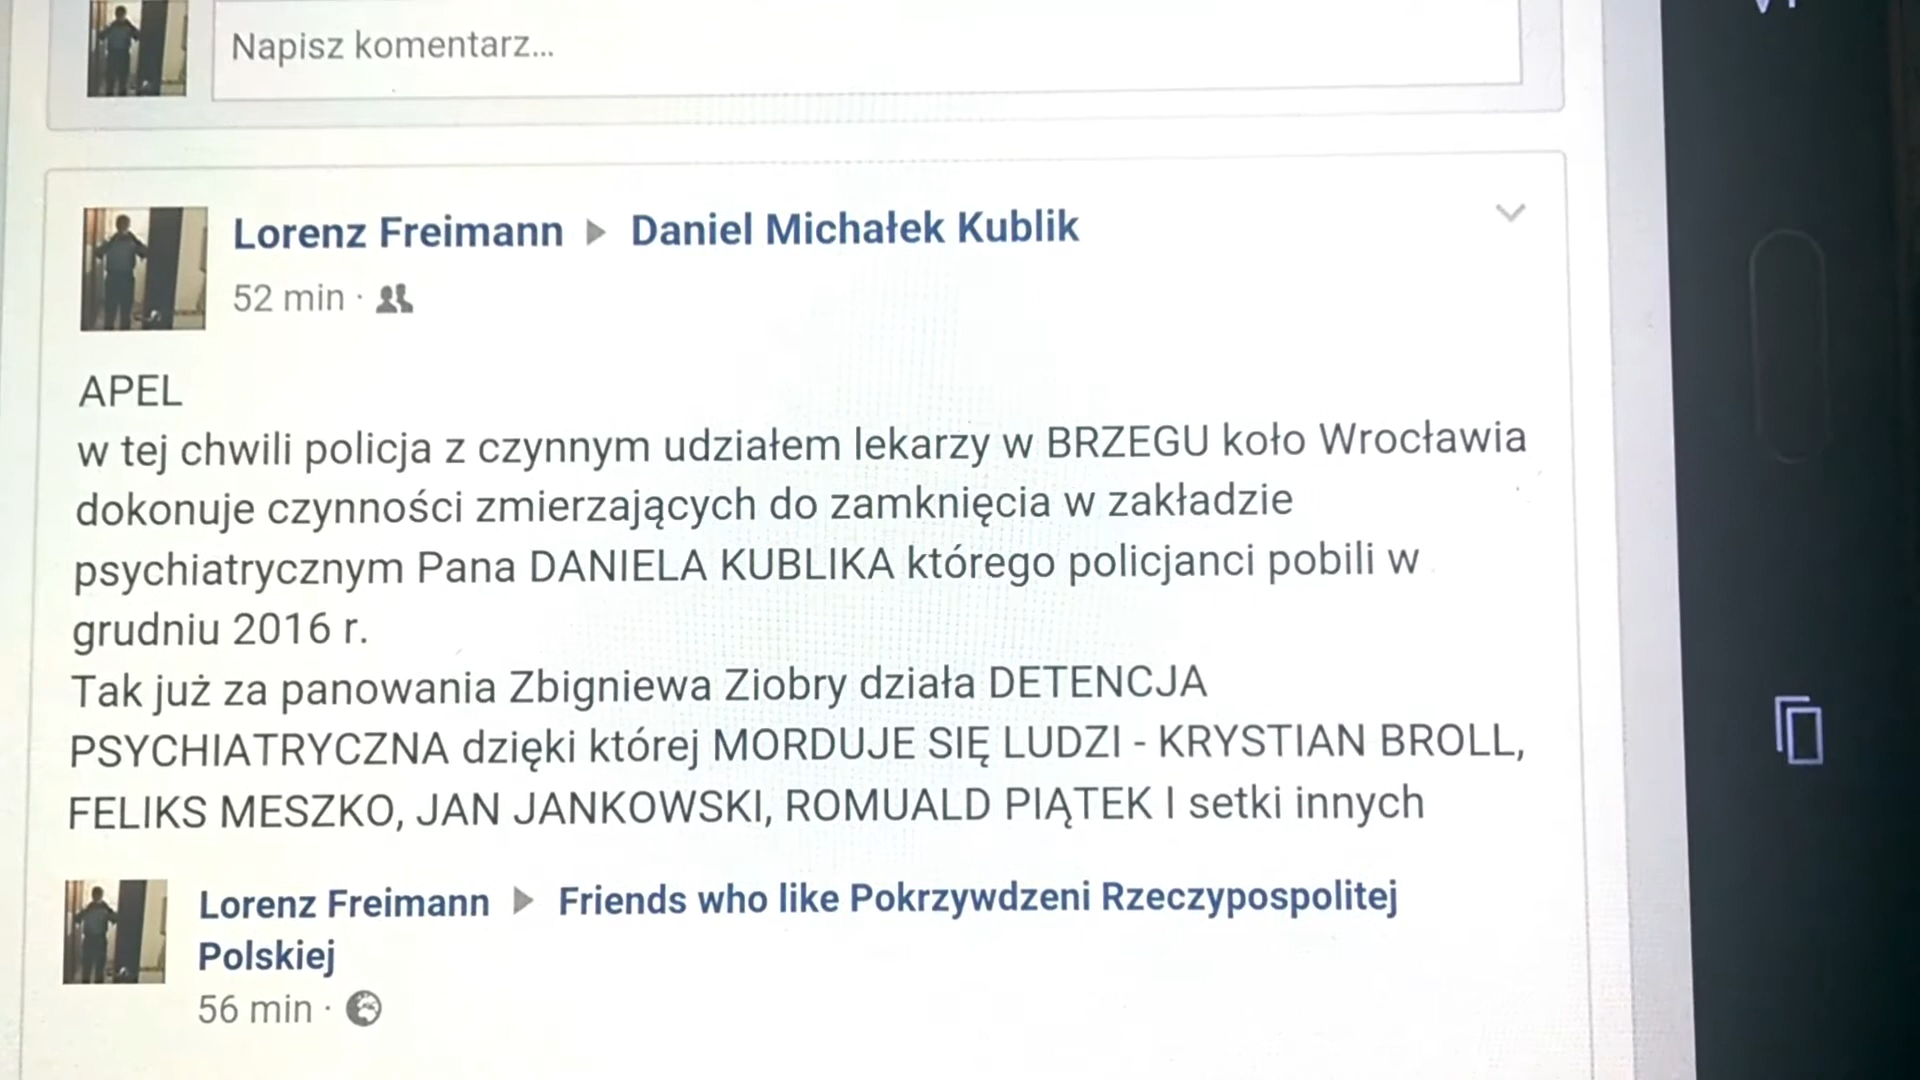 Napisz komentarz...
Lorenz Freimann ▸ Daniel Michałek Kublik
52 min ·
APEL
w tej chwili policja z czynnym udziałem lekarzy w BRZEGU koło Wrocławia
dokonuje czynności zmierzających do zamknięcia w zakładzie
psychiatrycznym Pana DANIELA KUBLIKA którego policjanci pobili w
grudniu 2016 r.
Tak już za panowania Zbigniewa Ziobry działa DETENCJA
PSYCHIATRYCZNA dzięki której MORDUJE SIĘ LUDZI - KRYSTIAN BROLL,
FELIKS MESZKO, JAN JANKOWSKI, ROMUALD PIĄTEK I setki innych
Lorenz Freimann ▸ Friends who like Pokrzywdzeni Rzeczypospolitej
Polskiej
56 min ·